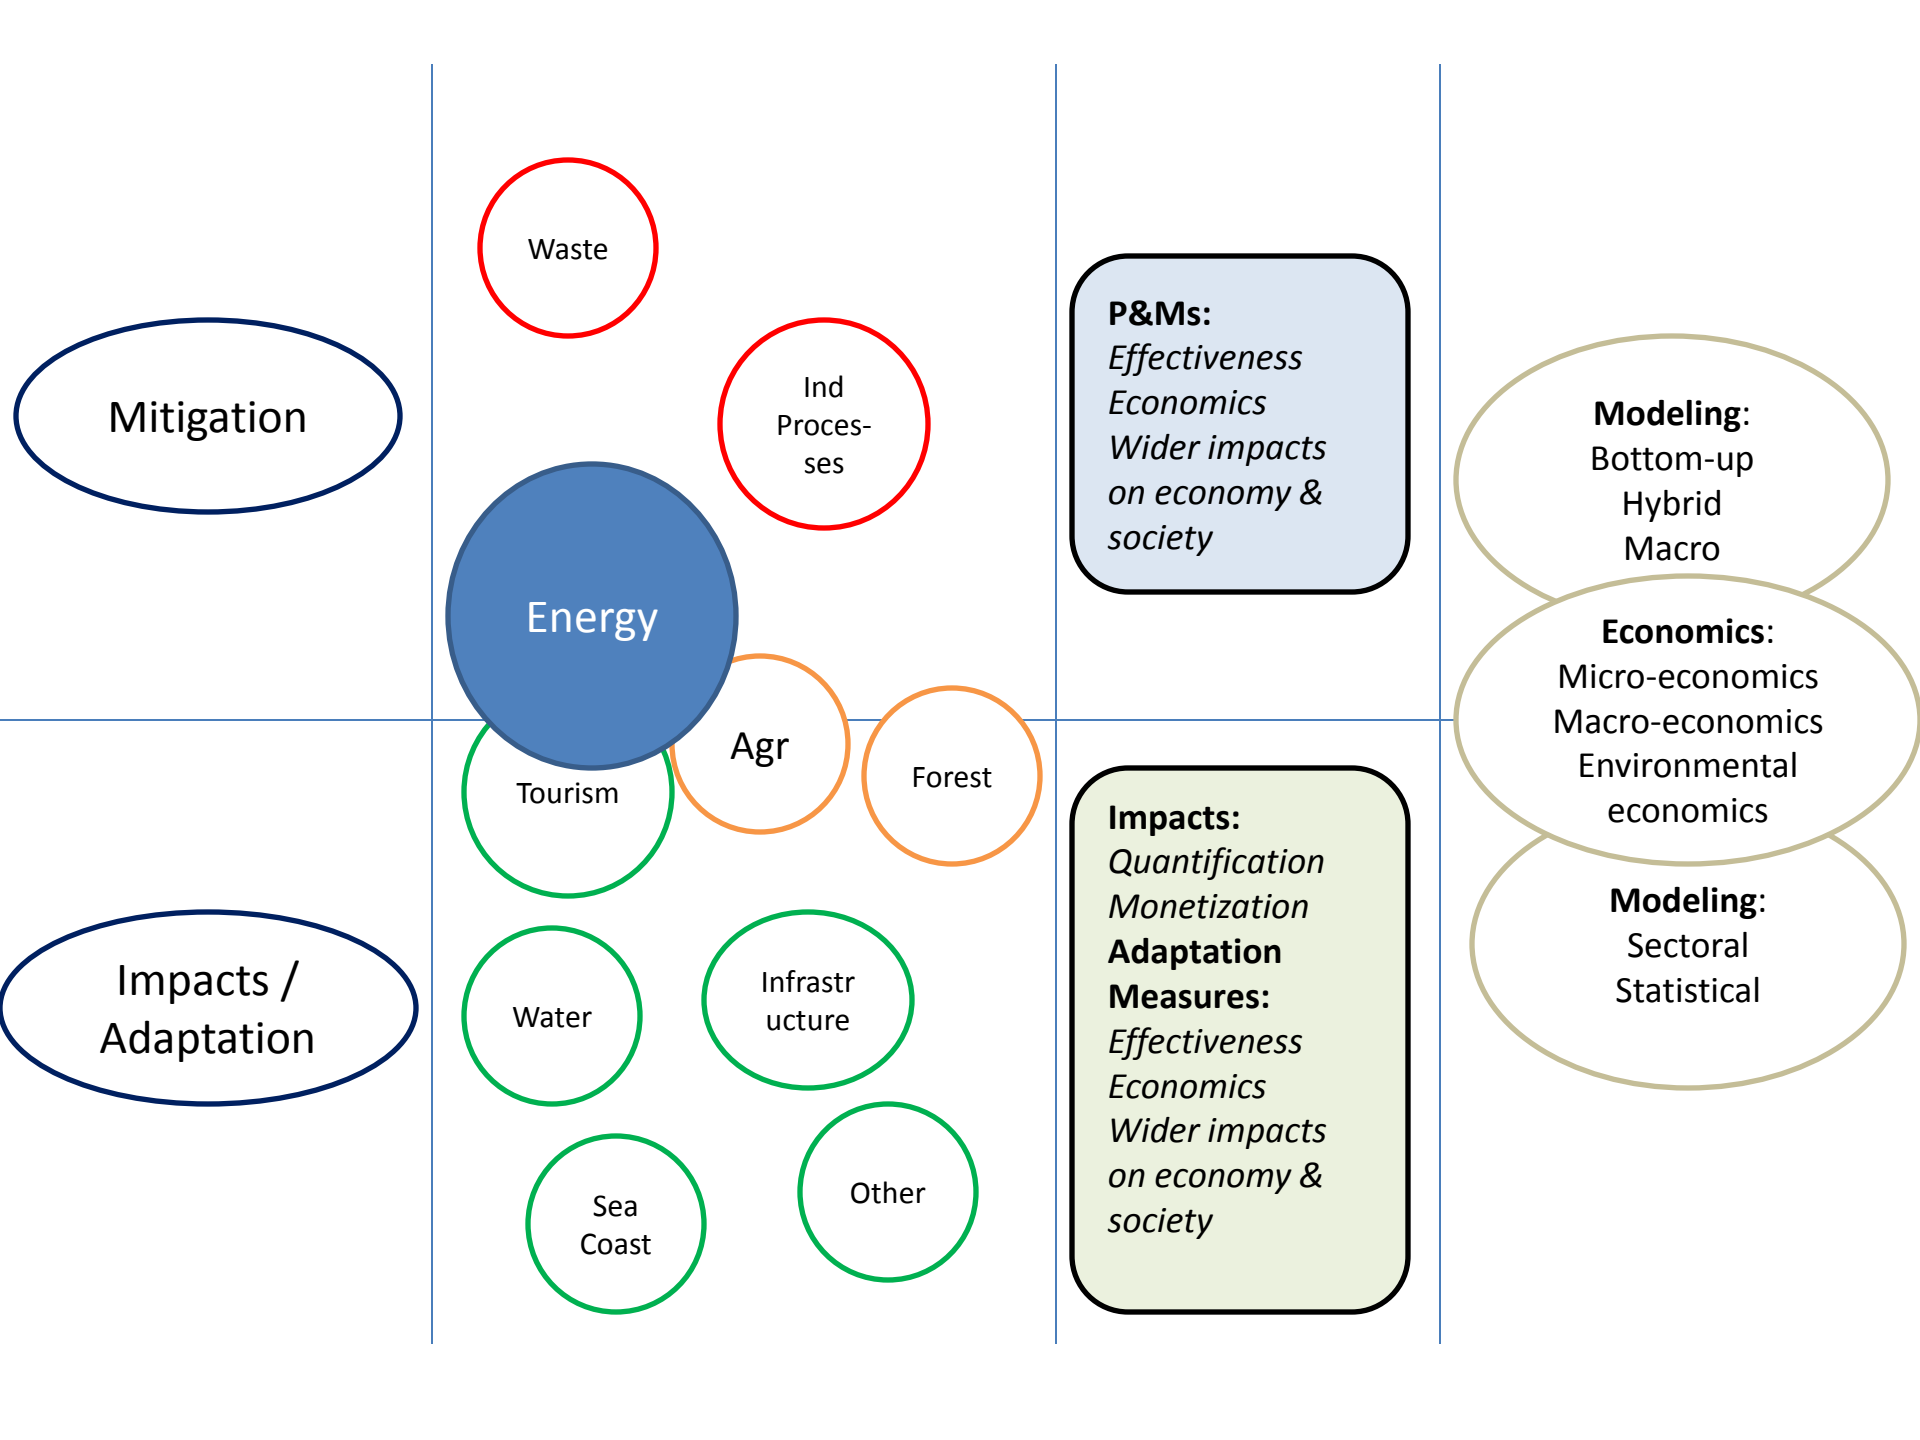 Mitigation
Impacts /
Adaptation
Waste
Ind
Proces-
ses
Energy
Agr
Forest
Tourism
Water
Infrastr
ucture
Sea
Coast
Other
P&Ms:
Effectiveness
Economics
Wider impacts
on economy &
society
Impacts:
Quantification
Monetization
Adaptation
Measures:
Effectiveness
Economics
Wider impacts
on economy &
society
Modeling:
Bottom-up
Hybrid
Macro
Economics:
Micro-economics
Macro-economics
Environmental
economics
Modeling:
Sectoral
Statistical